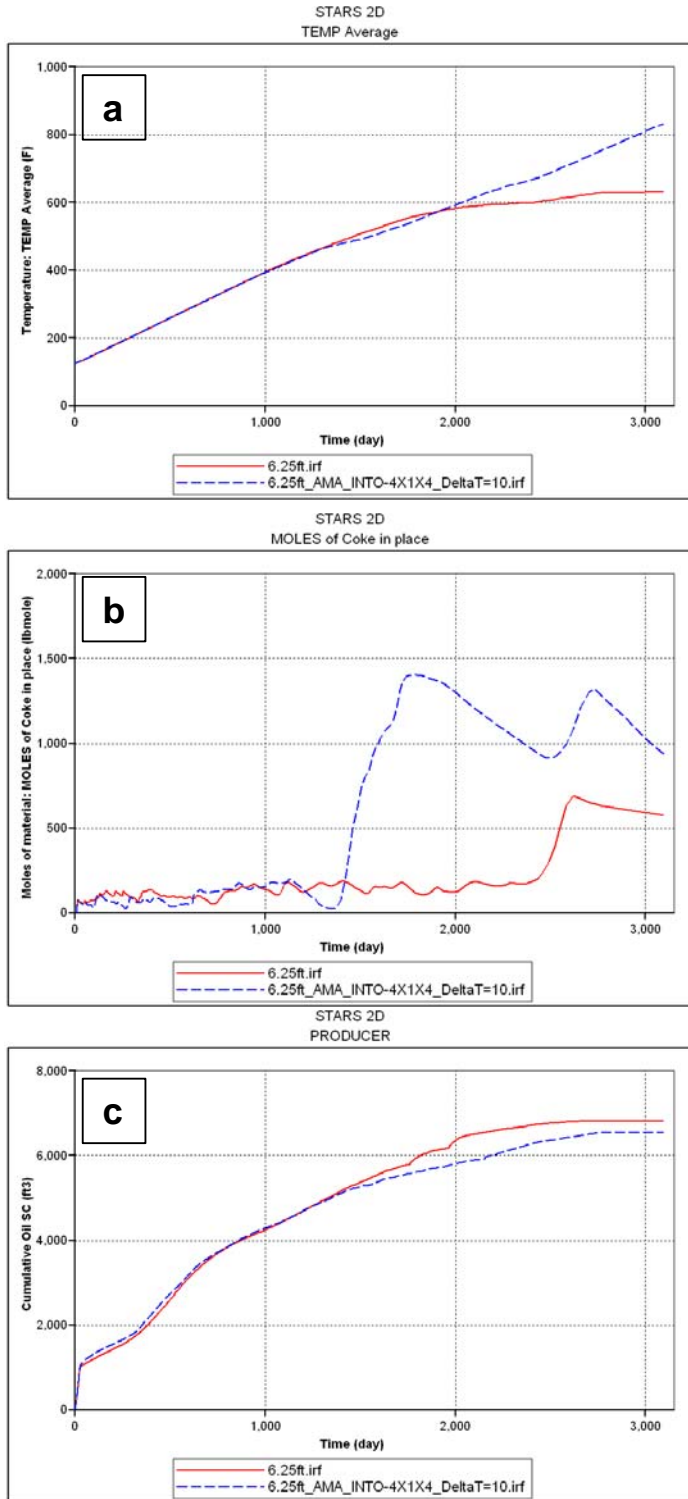 STARS 2D
TEMP Average
a
1,000
800
600
400
200
0
Temperature: TEMP Average (F)
0 1,000 2,000 3,000
Time (day)
6.25ft.irf
6.25ft_AMA_INTO-4X1X4_DeltaT=10.irf
STARS 2D
MOLES of Coke in place
b
2,000
1,500
1,000
500
0
Moles of material: MOLES of Coke in place (lbmole)
0 1,000 2,000 3,000
Time (day)
6.25ft.irf
6.25ft_AMA_INTO-4X1X4_DeltaT=10.irf
STARS 2D
PRODUCER
c
8,000
6,000
4,000
2,000
0
Cumulative Oil SC (ft3)
0 1,000 2,000 3,000
Time (day)
6.25ft.irf
6.25ft_AMA_INTO-4X1X4_DeltaT=10.irf